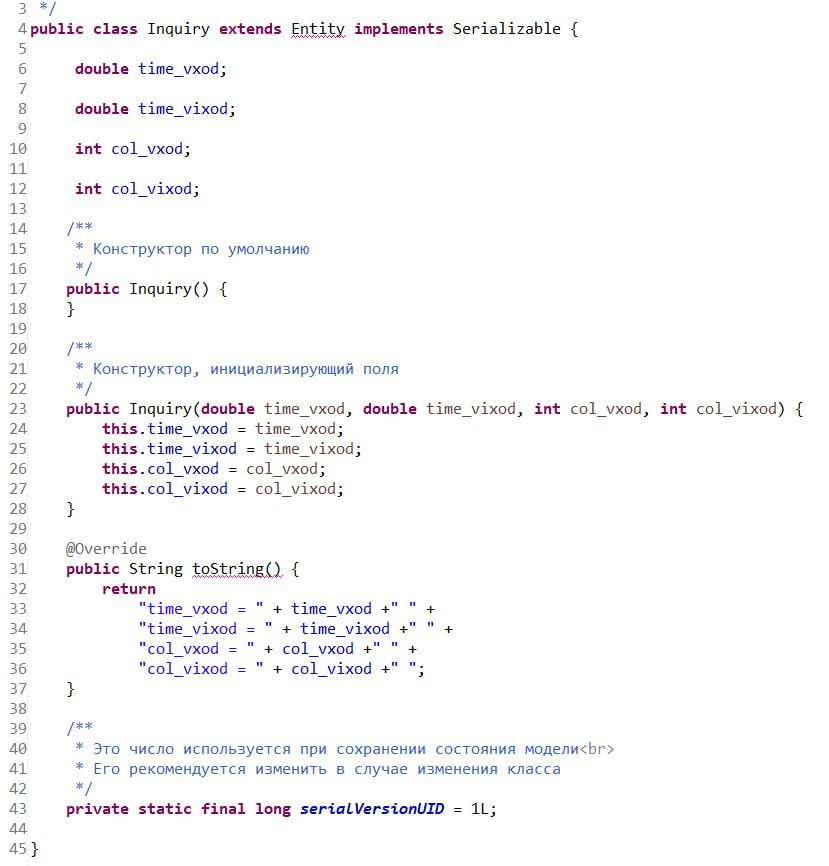 3 */
4 public class Inquiry extends Entity implements Serializable {
5
6 double time_vxod;
7
8 double time_vixod;
9
10 int col_vxod;
11
12 int col_vixod;
13
14 /**
15 * Конструктор по умолчанию
16 */
17 public Inquiry() {
18 }
19
20 /**
21 * Конструктор, инициализирующий поля
22 */
23 public Inquiry(double time_vxod, double time_vixod, int col_vxod, int col_vixod) {
24 this.time_vxod = time_vxod;
25 this.time_vixod = time_vixod;
26 this.col_vxod = col_vxod;
27 this.col_vixod = col_vixod;
28 }
29
30 @Override
31 public String toString() {
32 return
33 "time_vxod = " + time_vxod +" " +
34 "time_vixod = " + time_vixod +" " +
35 "col_vxod = " + col_vxod +" " +
36 "col_vixod = " + col_vixod +" ";
37 }
38
39 /**
40 * Это число используется при сохранении состояния модели<br>
41 * Его рекомендуется изменить в случае изменения класса
42 */
43 private static final long serialVersionUID = 1L;
44
45 }